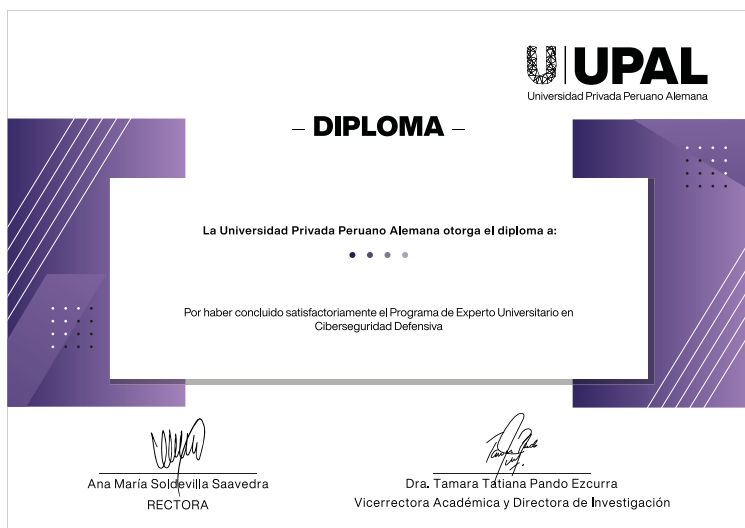 UPAL
Universidad Privada Peruano Alemana
– DIPLOMA –
La Universidad Privada Peruano Alemana otorga el diploma a:
Por haber concluido satisfactoriamente el Programa de Experto Universitario en
Ciberseguridad Defensiva
Ana María Soldevilla Saavedra
RECTORA
Dra. Tamara Tatiana Pando Ezcurra
Vicerrectora Académica y Directora de Investigación